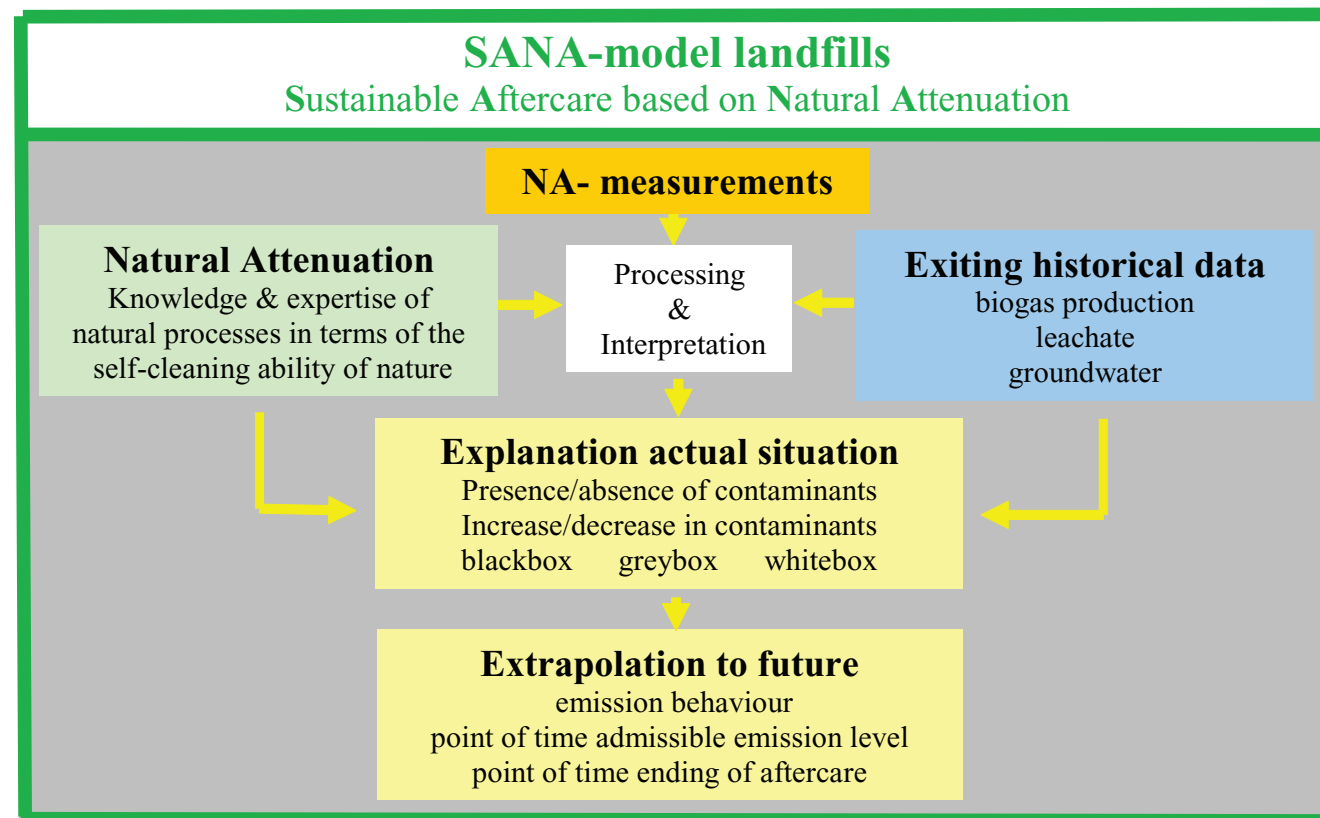 SANA-model landfills
Sustainable Aftercare based on Natural Attenuation
NA- measurements
Natural Attenuation
Knowledge & expertise of
natural processes in terms of the
self-cleaning ability of nature
Processing
&
Interpretation
Exiting historical data
biogas production
leachate
groundwater
Explanation actual situation
Presence/absence of contaminants
Increase/decrease in contaminants
blackbox greybox whitebox
Extrapolation to future
emission behaviour
point of time admissible emission level
point of time ending of aftercare